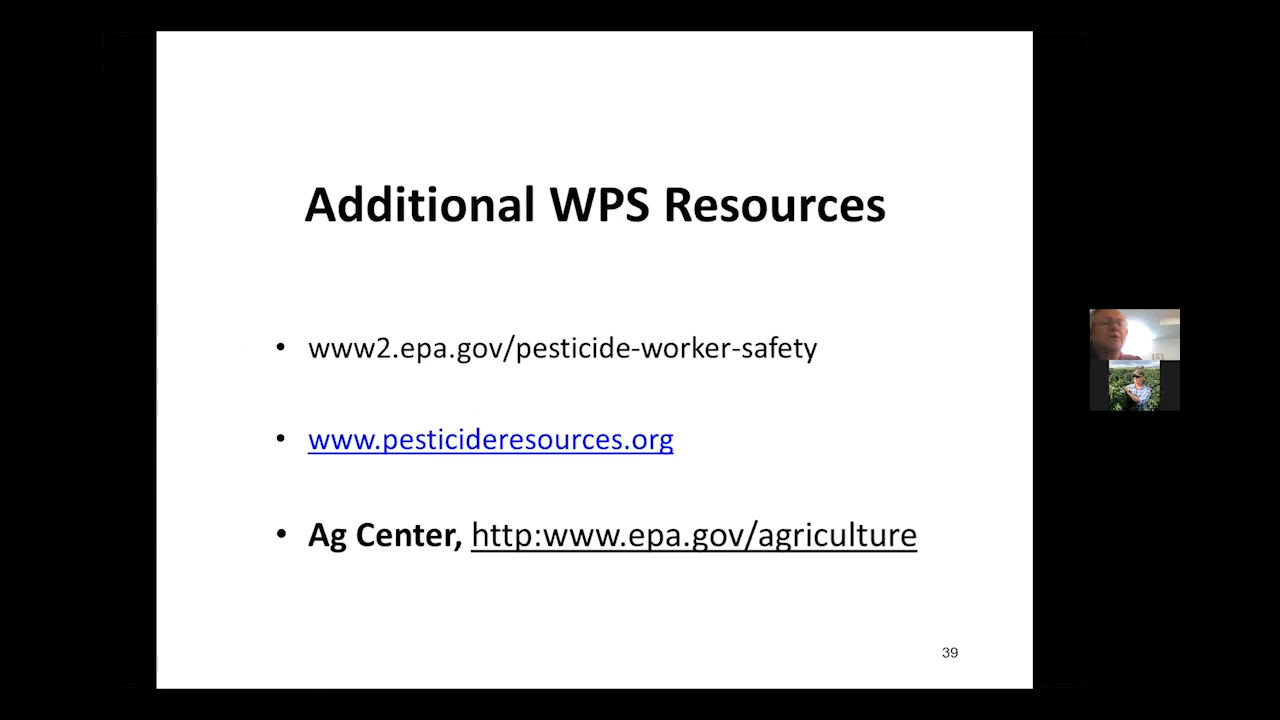 Additional WPS Resources
• www2.epa.gov/pesticide-worker-safety
• www.pesticideresources.org
• Ag Center, http:www.epa.gov/agriculture
39